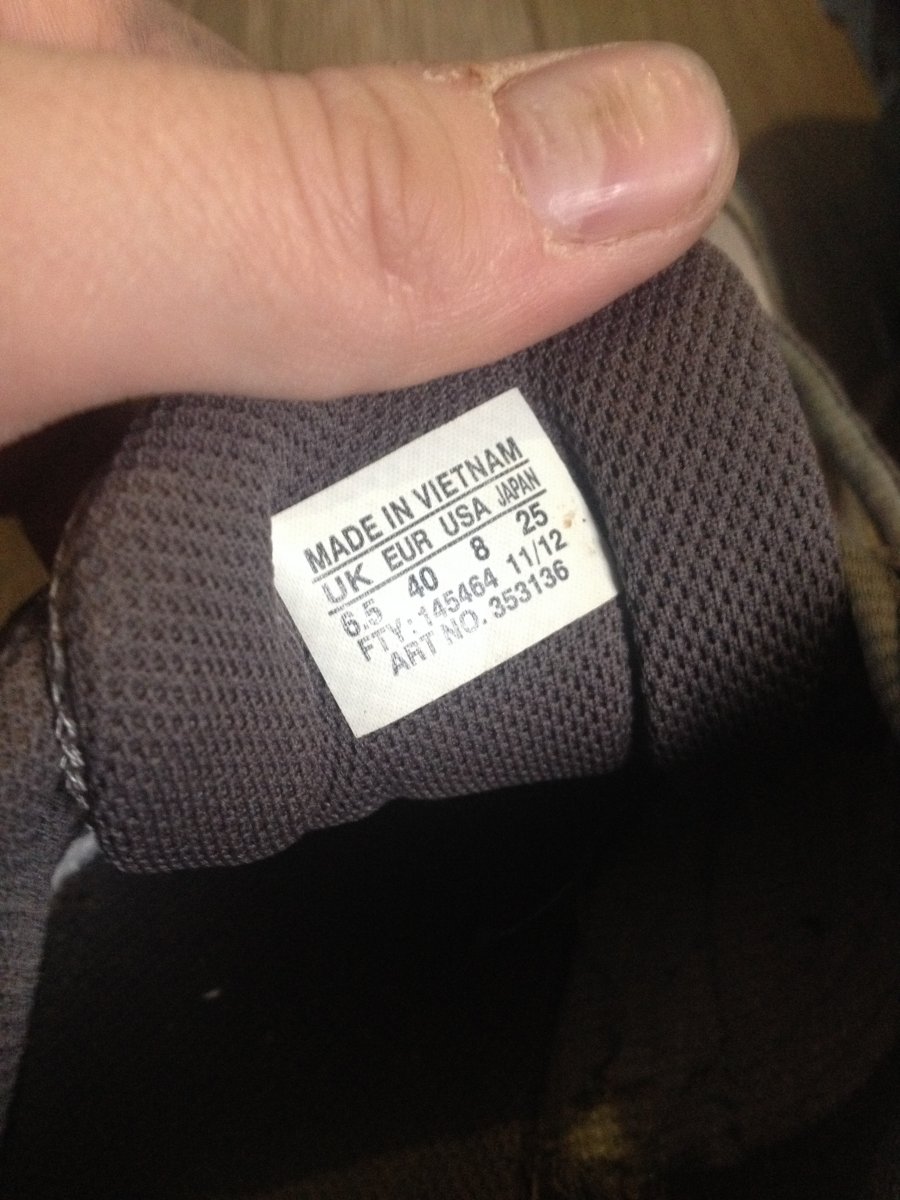 MADE IN VIETNAM
UK EUR USA JAPAN
6.5 40 8 25
FTY: 145464 11/12
ART NO. 353136